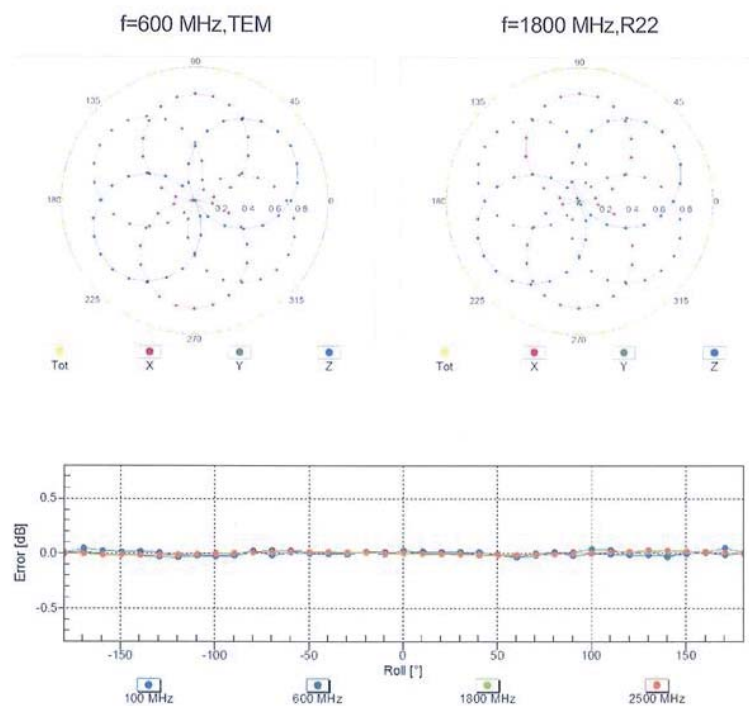 f=600 MHz,TEM
f=1800 MHz,R22
90
135
45
180
0.2 0.4 0.6 0.8
0
225
315
270
Tot X Y Z
90
135
45
180
0.2 0.4 0.6 0.8
0
225
315
270
Tot X Y Z
Error [dB]
0.5
0.0
-0.5
-150 -100 -50 0 50 100 150
Roll [°]
100 MHz 600 MHz 1800 MHz 2500 MHz